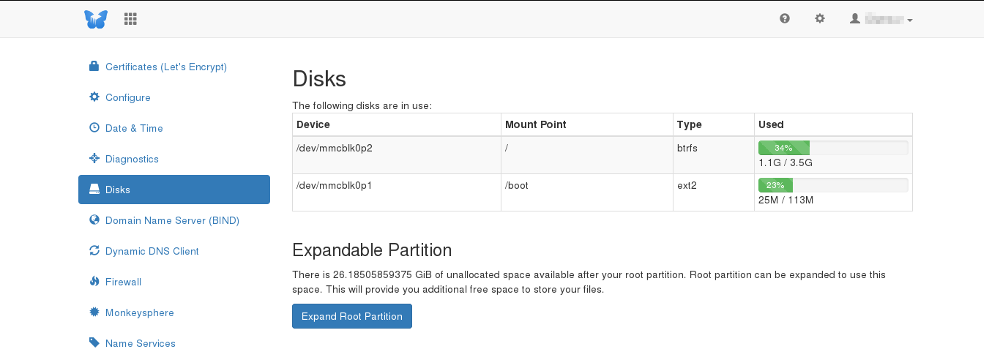 Certificates (Let's Encrypt)
Configure
Date & Time
Diagnostics
Disks
Domain Name Server (BIND)
Dynamic DNS Client
Firewall
Monkeysphere
Name Services
Disks
The following disks are in use:
Device Mount Point Type Used
/dev/mmcblk0p2 / btrfs 34%
1.1G / 3.5G
/dev/mmcblk0p1 /boot ext2 23%
25M / 113M
Expandable Partition
There is 26.18505859375 GiB of unallocated space available after your root partition. Root partition can be expanded to use this
space. This will provide you additional free space to store your files.
Expand Root Partition